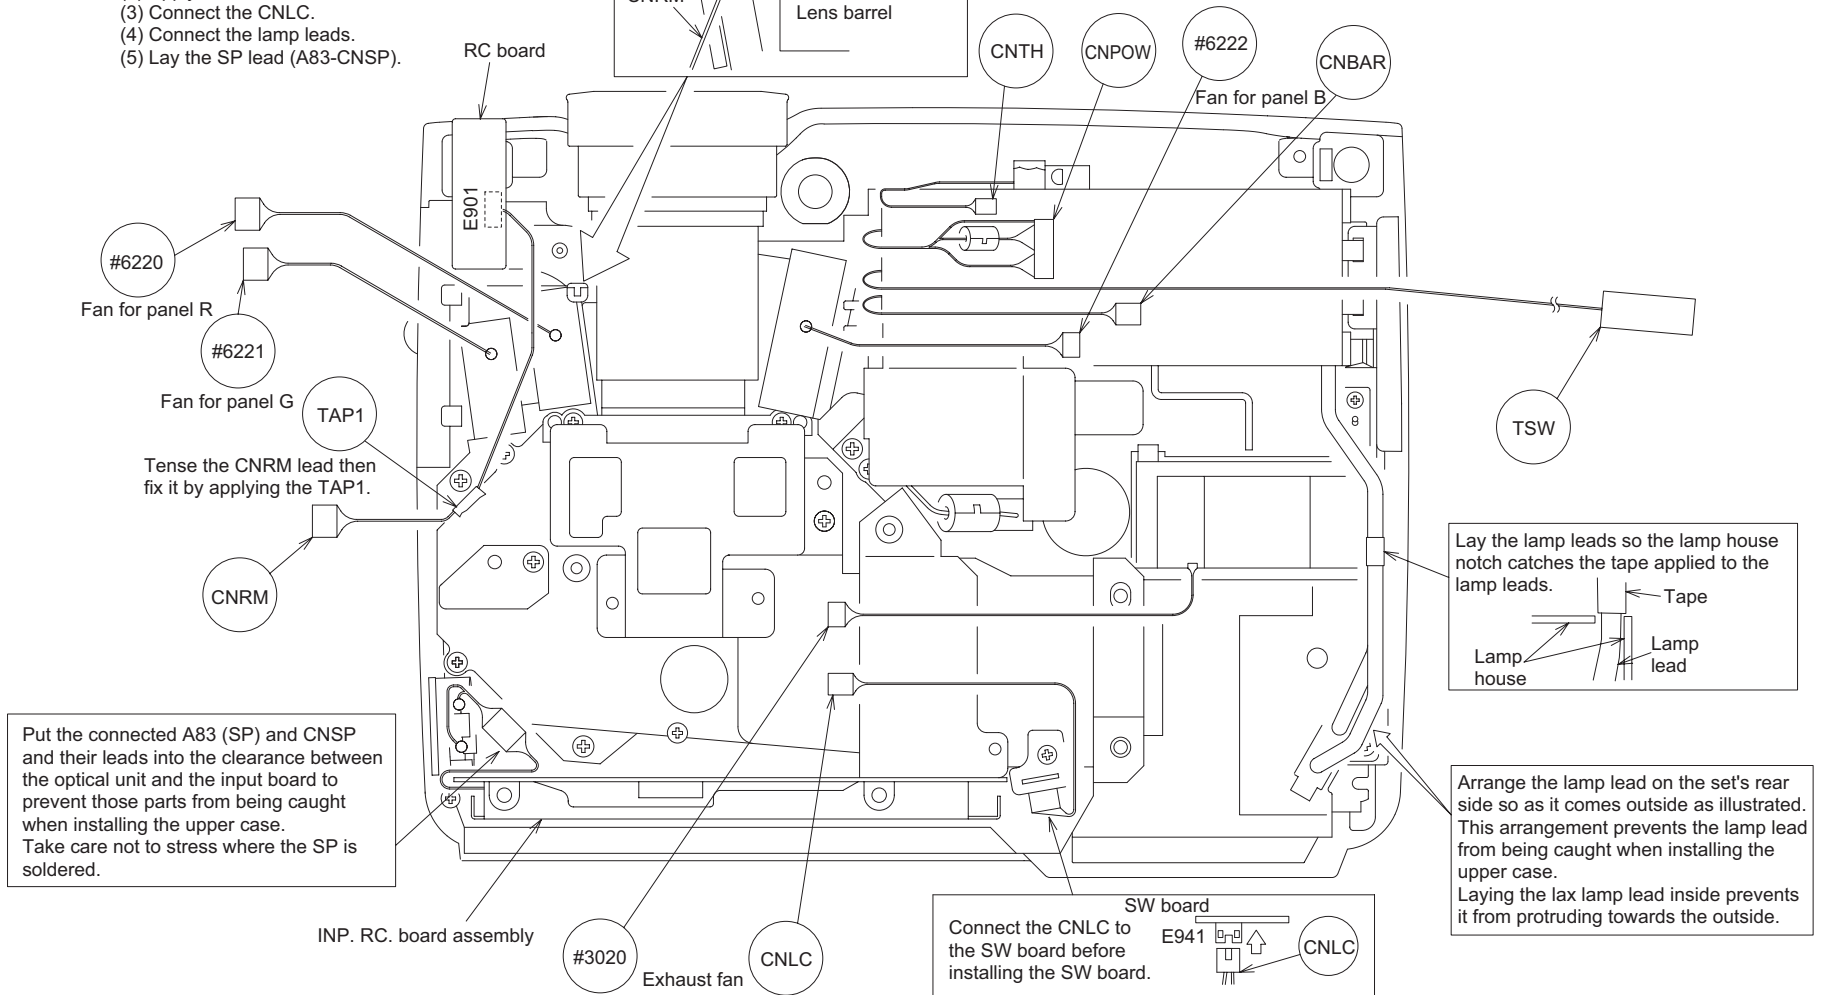 (3) Connect the CNLC.
(4) Connect the lamp leads.
(5) Lay the SP lead (A83-CNSP).
RC board
Lens barrel
CNTH
CNPOW
#6222
CNBAR
Fan for panel B
E901
#6220
Fan for panel R
#6221
Fan for panel G
TAP1
Tense the CNRM lead then
fix it by applying the TAP1.
CNRM
TSW
Lay the lamp leads so the lamp house
notch catches the tape applied to the
lamp leads.
Tape
Lamp
house
Lamp
lead
Put the connected A83 (SP) and CNSP
and their leads into the clearance between
the optical unit and the input board to
prevent those parts from being caught
when installing the upper case.
Take care not to stress where the SP is
soldered.
Arrange the lamp lead on the set's rear
side so as it comes outside as illustrated.
This arrangement prevents the lamp lead
from being caught when installing the
upper case.
Laying the lax lamp lead inside prevents
it from protruding towards the outside.
INP. RC. board assembly
#3020
Exhaust fan
CNLC
SW board
Connect the CNLC to
the SW board before
installing the SW board.
E941
CNLC